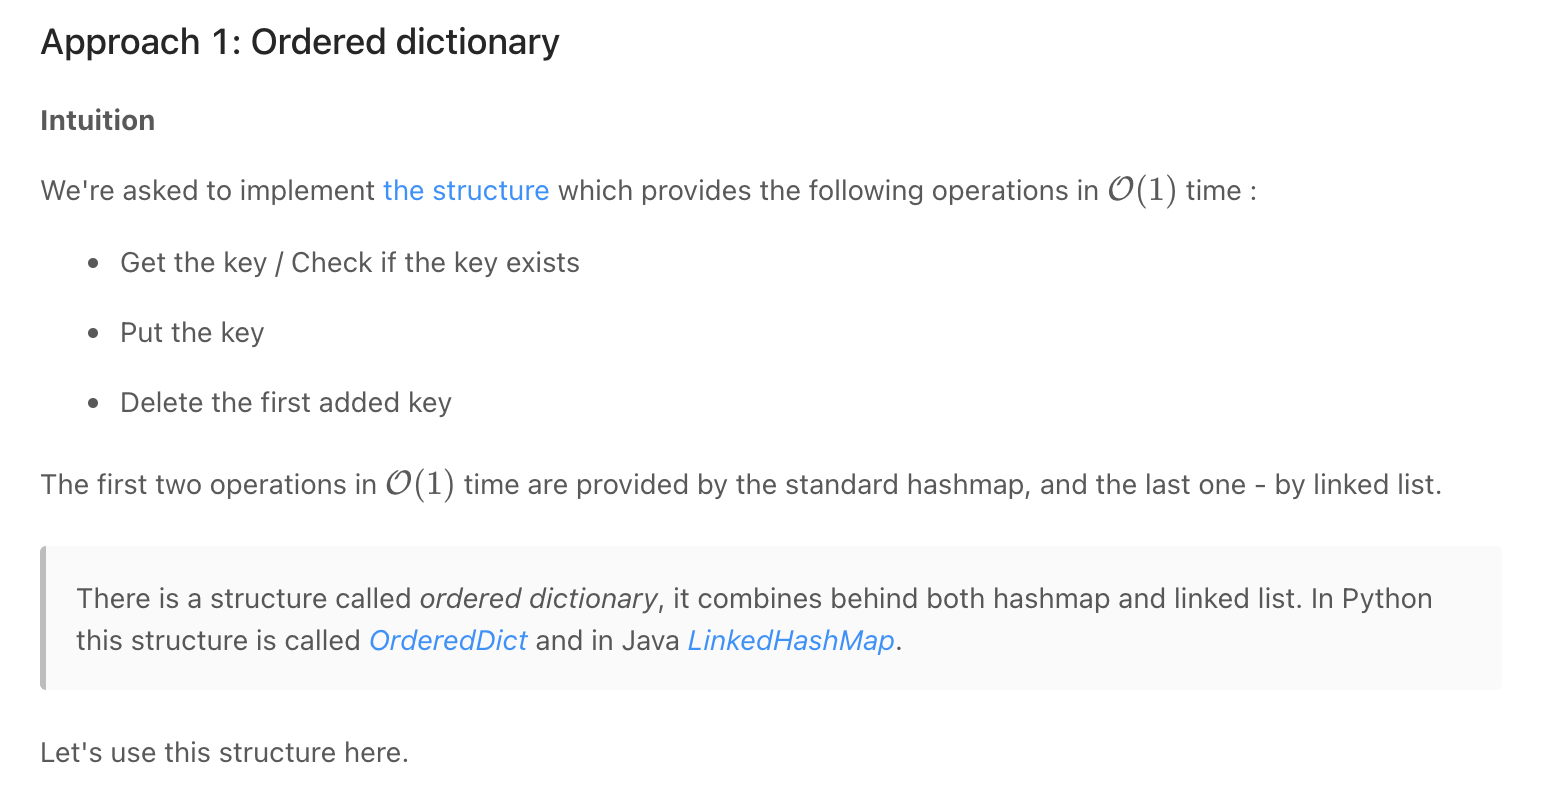 Approach 1: Ordered dictionary
Intuition
We're asked to implement the structure which provides the following operations in O(1) time :
• Get the key / Check if the key exists
• Put the key
• Delete the first added key
The first two operations in O(1) time are provided by the standard hashmap, and the last one - by linked list.
There is a structure called ordered dictionary, it combines behind both hashmap and linked list. In Python
this structure is called OrderedDict and in Java LinkedHashMap.
Let's use this structure here.